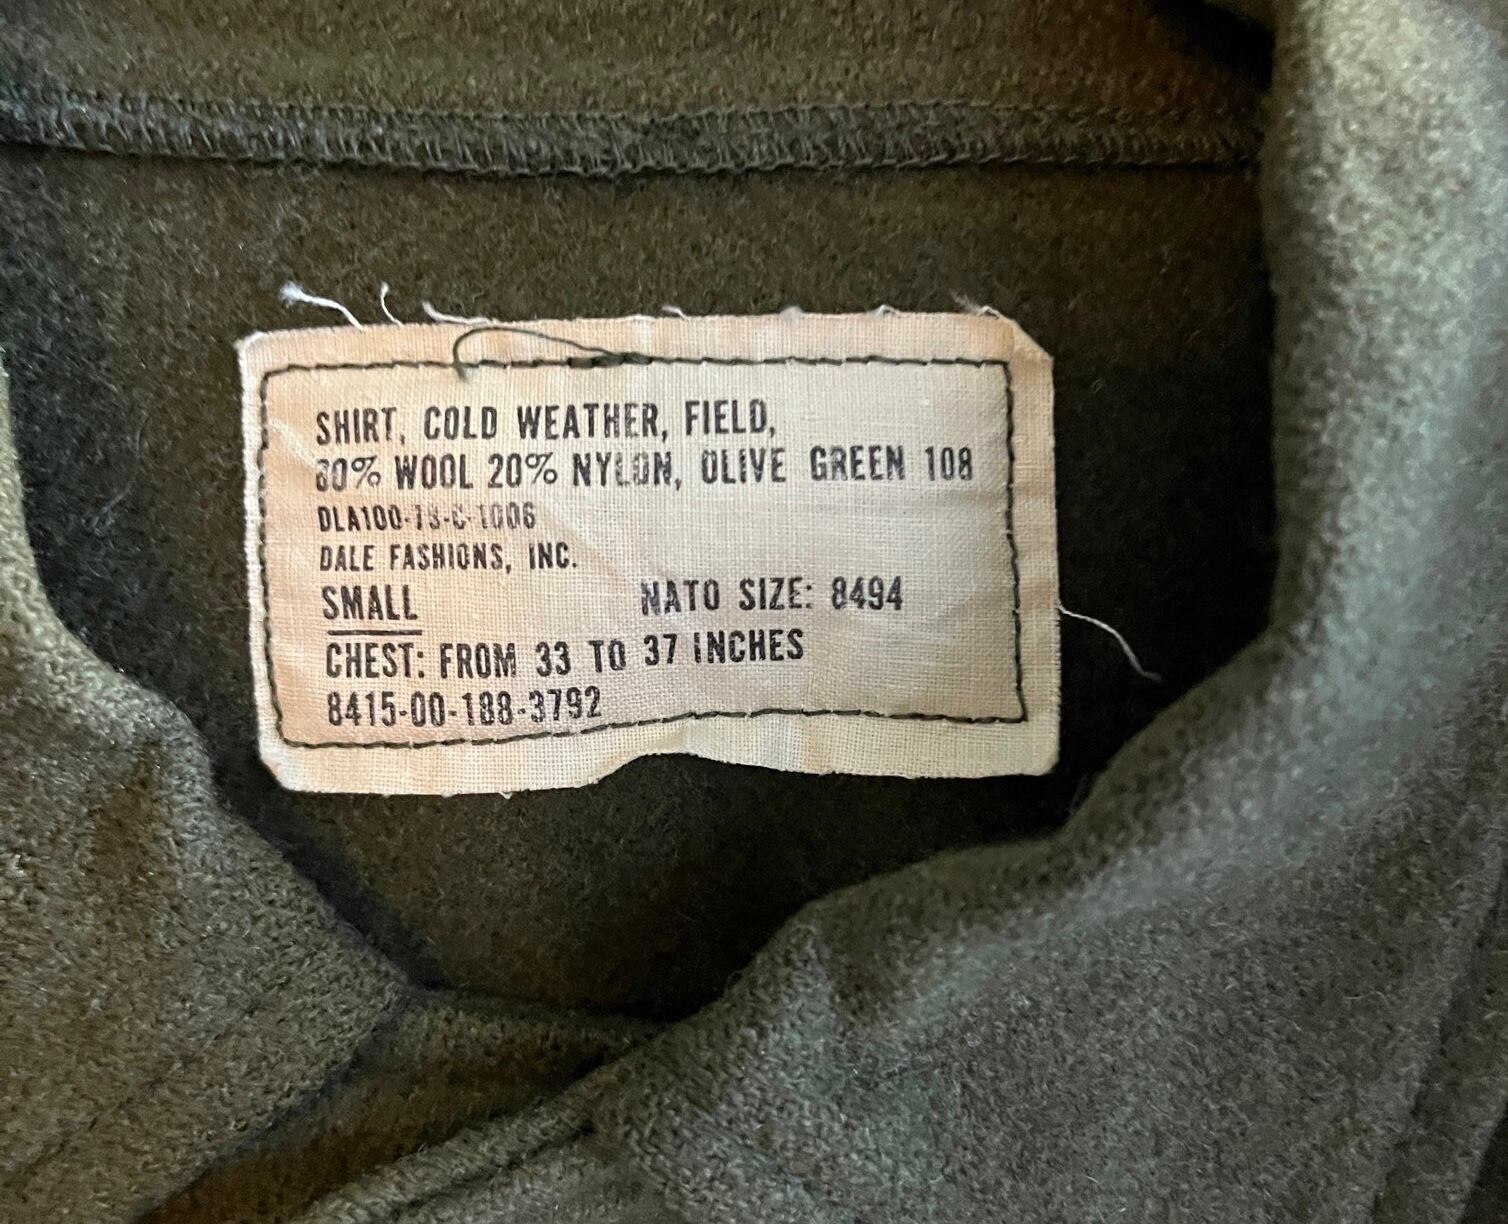 SHIRT, COLD WEATHER, FIELD,
80% WOOL 20% NYLON, OLIVE GREEN 108
DLA100-78-C-1006
DALE FASHIONS, INC.
SMALL NATO SIZE: 8494
CHEST: FROM 33 TO 37 INCHES
8415-00-188-3792